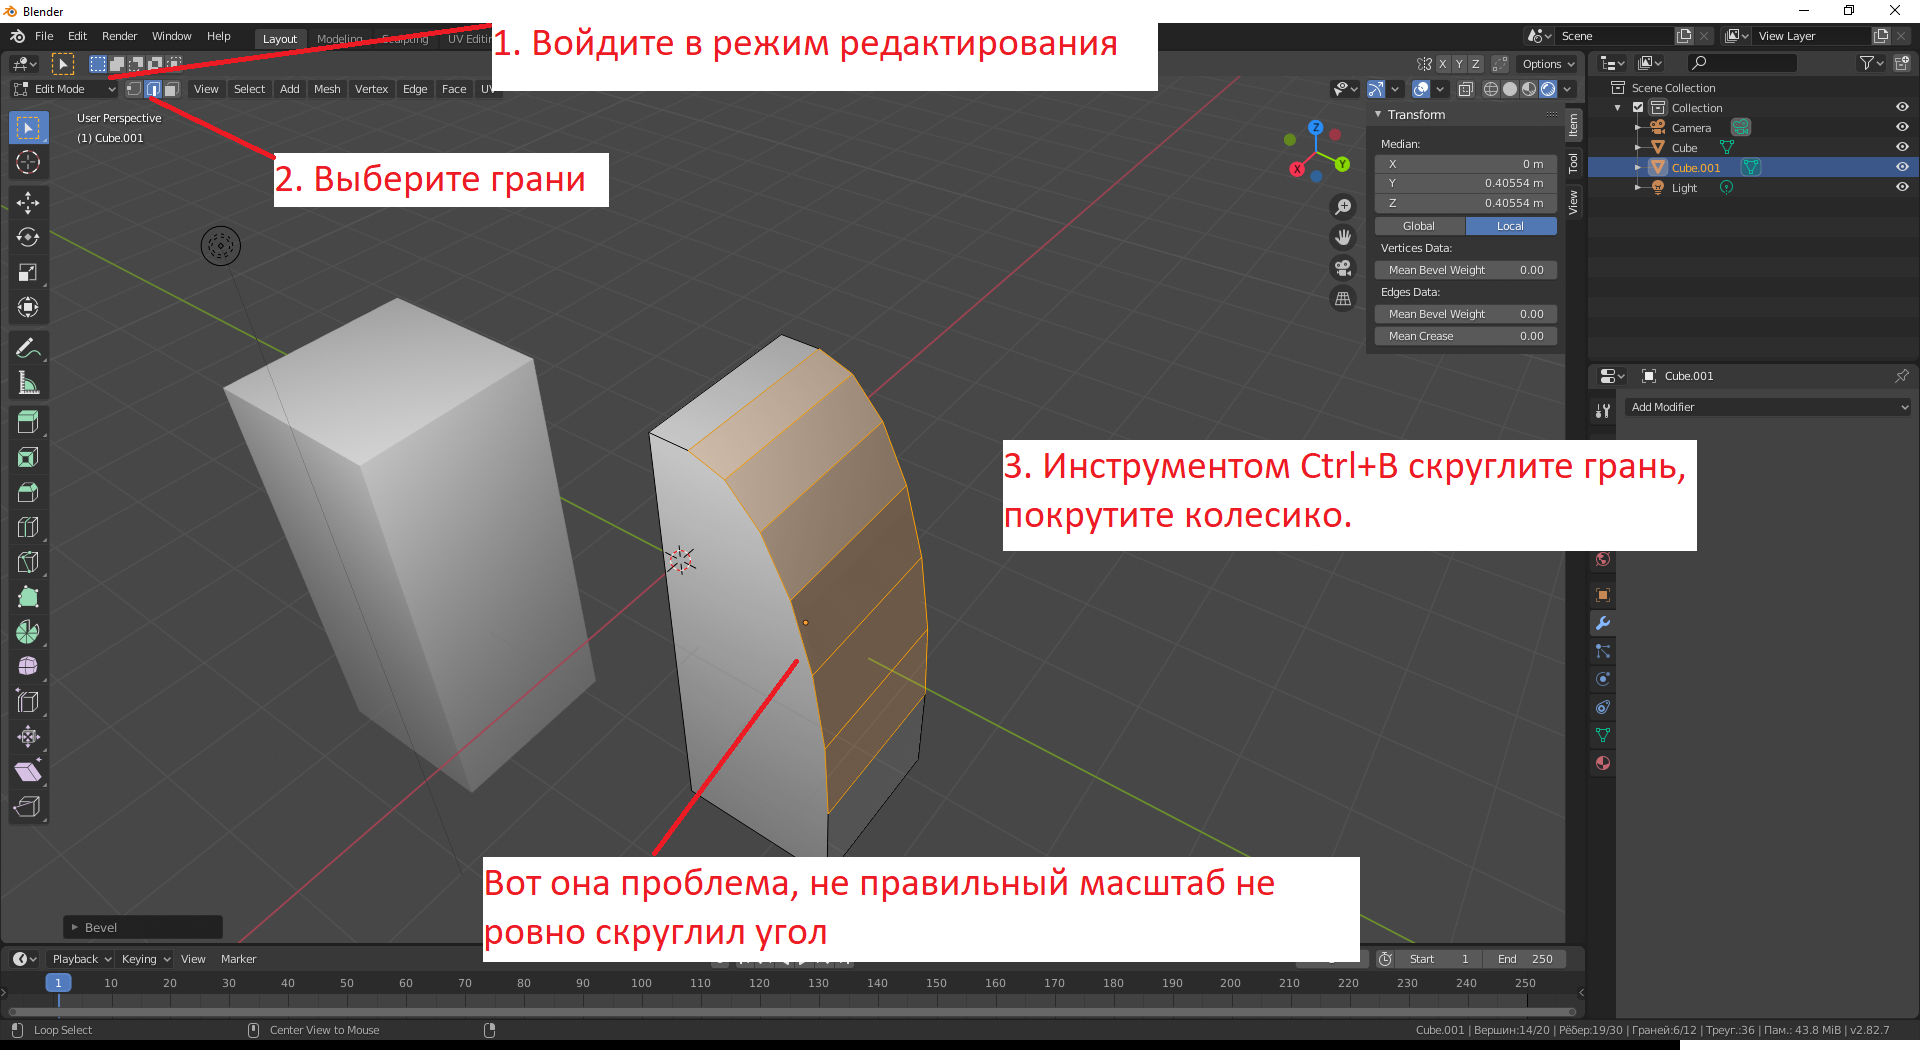 Blender
File Edit Render Window Help Layout Modeling Sculpting UV Editin
Scene View Layer
1. Войдите в режим редактирования
X Y Z Options
Edit Mode View Select Add Mesh Vertex Edge Face UV
User Perspective
(1) Cube.001
2. Выберите грани
Z
Y
X
Transform
Median:
X 0 m
Y 0.40554 m
Z 0.40554 m
Global Local
Vertices Data:
Mean Bevel Weight 0.00
Edges Data:
Mean Bevel Weight 0.00
Mean Crease 0.00
Item
Tool
View
Scene Collection
Collection
Camera
Cube
Cube.001
Light
Cube.001
Add Modifier
3. Инструментом Ctrl+B скруглите грань,
покрутите колесико.
Вот она проблема, не правильный масштаб не
ровно скруглил угол
Bevel
Playback Keying View Marker
Start 1 End 250
1 10 20 30 40 50 60 70 80 90 100 110 120 130 140 150 160 170 180 190 200 210 220 230 240 250
Loop Select Center View to Mouse
Cube.001 | Вершин:14/20 | Рёбер:19/30 | Граней:6/12 | Треуг.:36 | Пам.: 43.8 MiB | v2.82.7